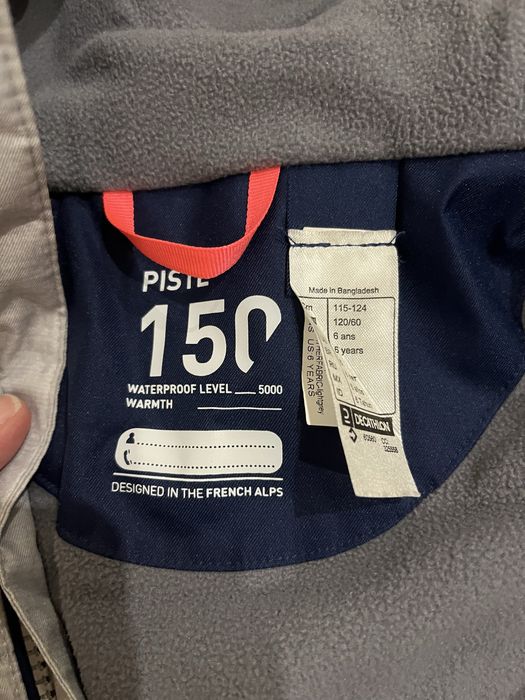 PISTE
150
WATERPROOF LEVEL ___ 5000
WARMTH
DESIGNED IN THE FRENCH ALPS
Made in Bangladesh
115-124
120/60
6 ans
6 years
US 6 YEARS
DECATHLON